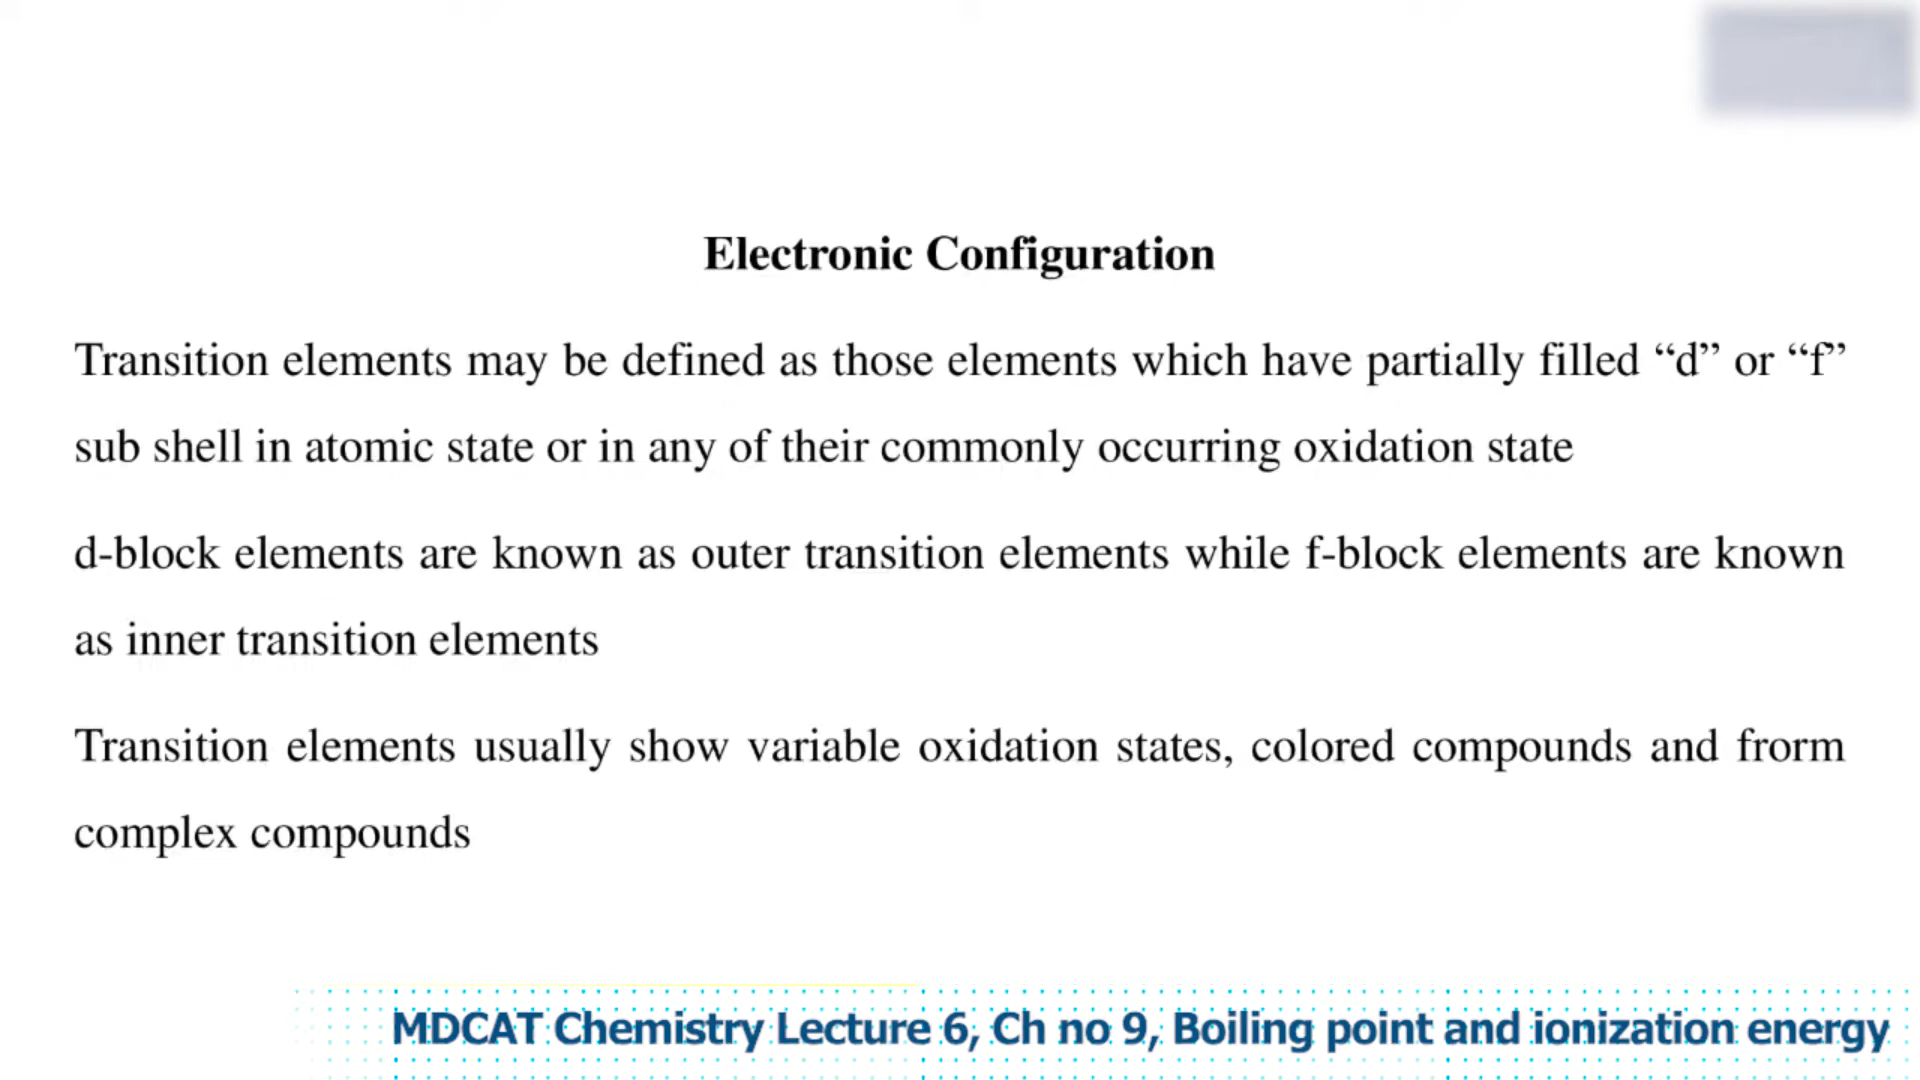 Electronic Configuration
Transition elements may be defined as those elements which have partially filled “d” or “f”
sub shell in atomic state or in any of their commonly occurring oxidation state
d-block elements are known as outer transition elements while f-block elements are known
as inner transition elements
Transition elements usually show variable oxidation states, colored compounds and frorm
complex compounds
MDCAT Chemistry Lecture 6, Ch no 9, Boiling point and ionization energy